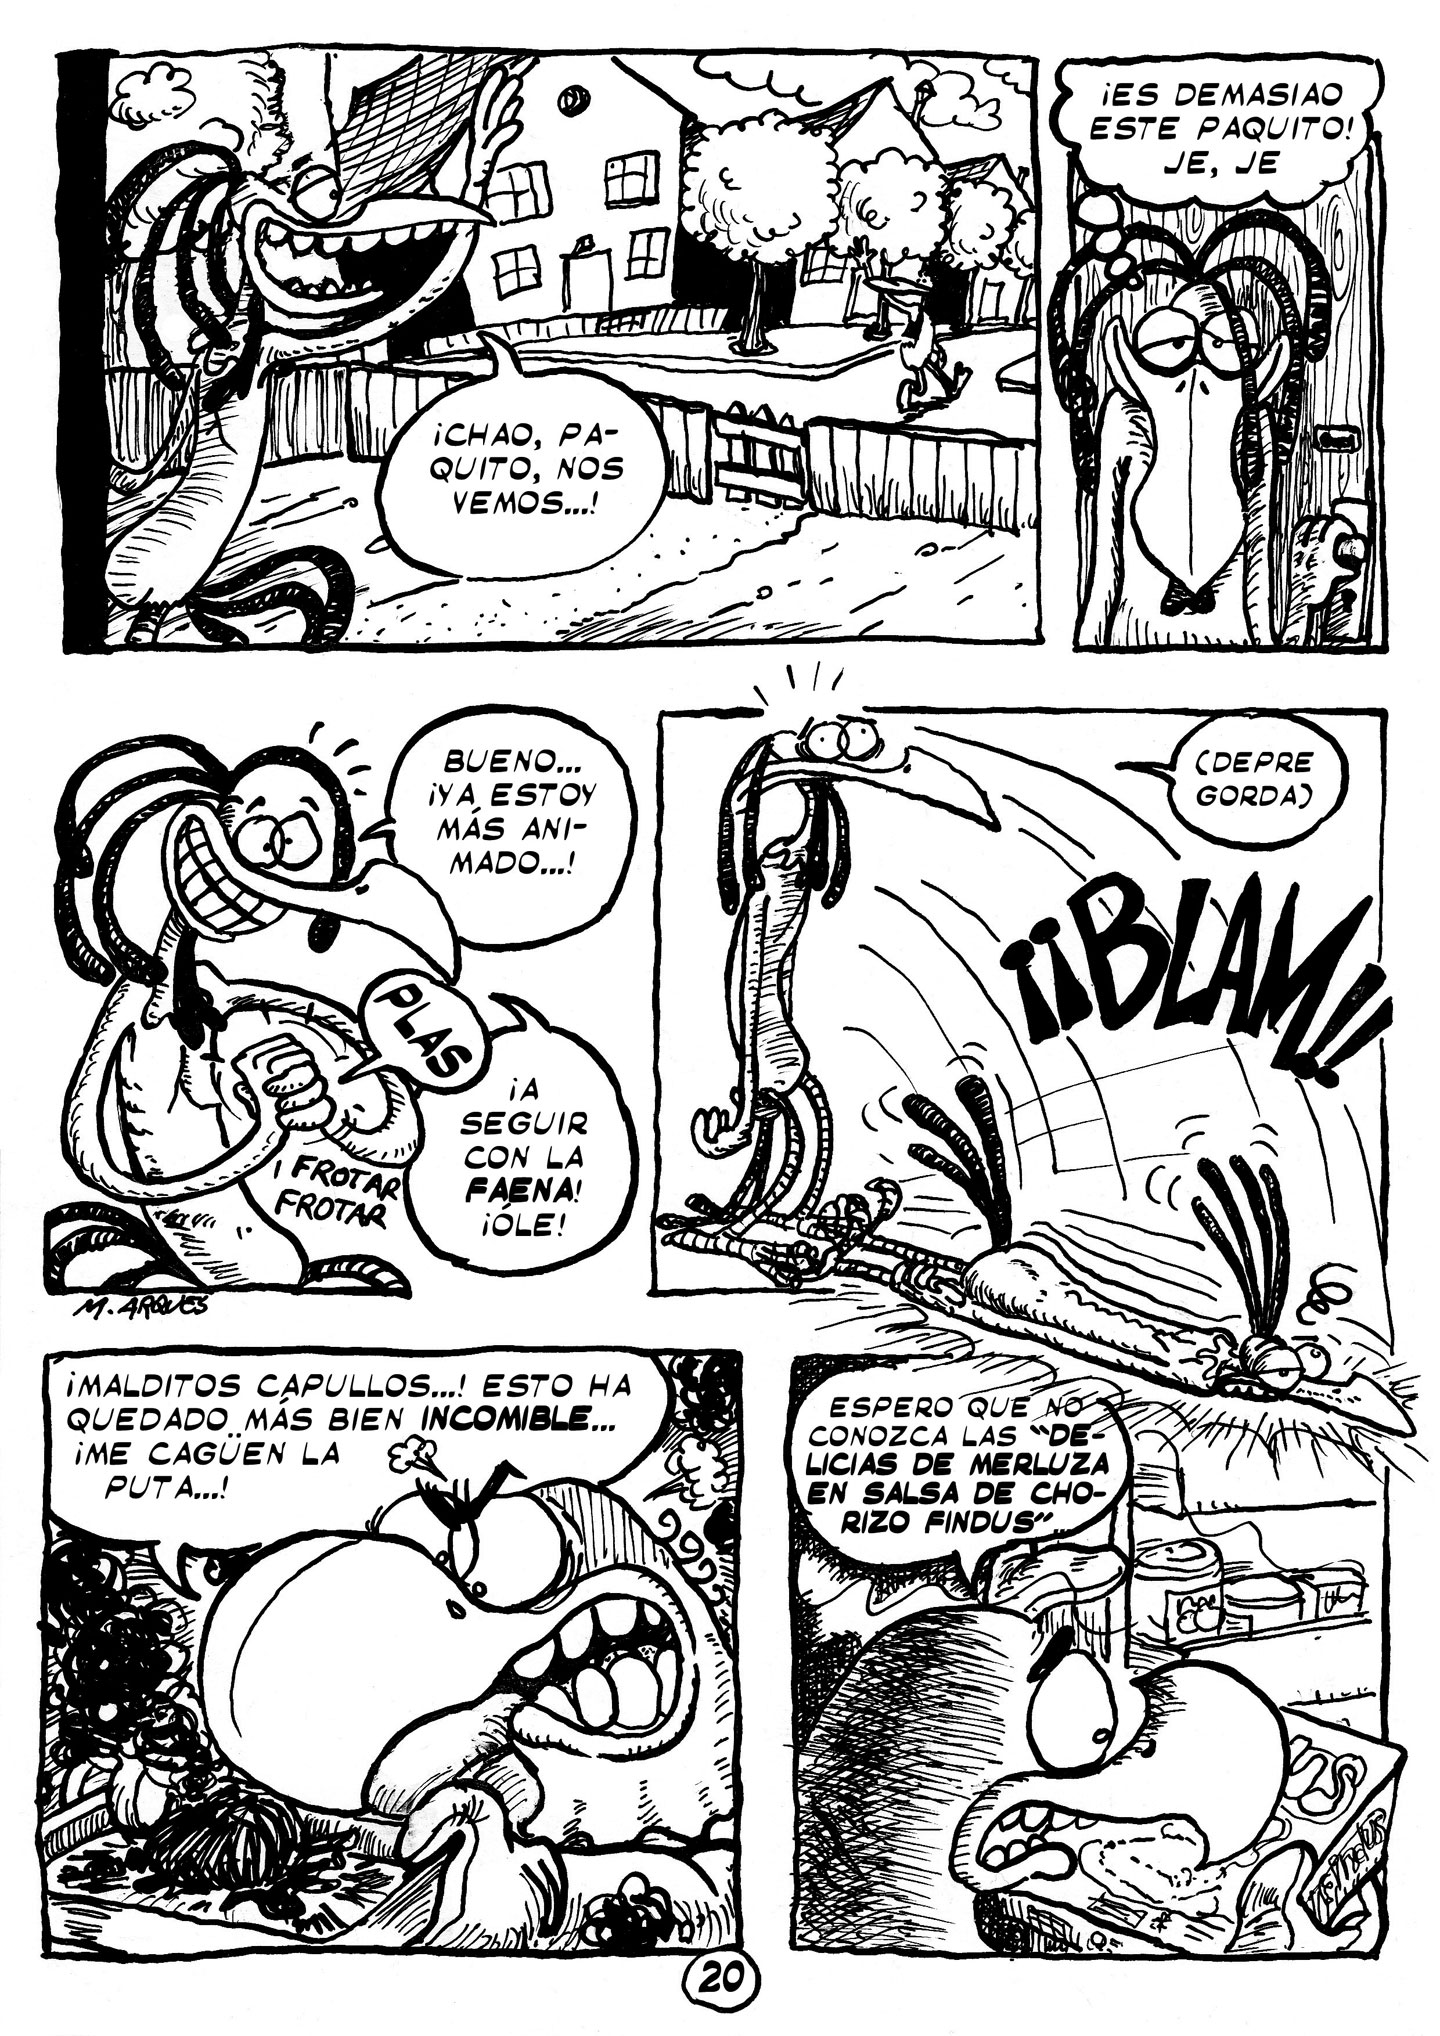 ¡CHAO, PA-
QUITO, NOS
VEMOS...!
¡ES DEMASIAO
ESTE PAQUITO!
JE, JE
BUENO...
¡YA ESTOY
MÁS ANI-
MADO...!
PLAS
¡FROTAR
FROTAR
¡A
SEGUIR
CON LA
FAENA!
¡ÓLE!
M. ARQUES
(DEPRE
GORDA)
¡¡BLAM!!
¡MALDITOS CAPULLOS...! ESTO HA
QUEDADO MÁS BIEN INCOMIBLE...
¡ME CAGÜEN LA
PUTA...!
ESPERO QUE NO
CONOZCA LAS "DE-
LICIAS DE MERLUZA
EN SALSA DE CHO-
RIZO FINDUS"...
20